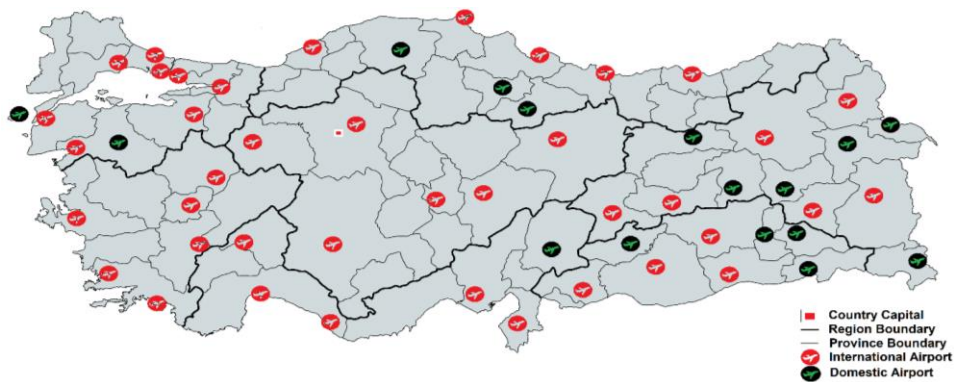 Country Capital
Region Boundary
Province Boundary
International Airport
Domestic Airport